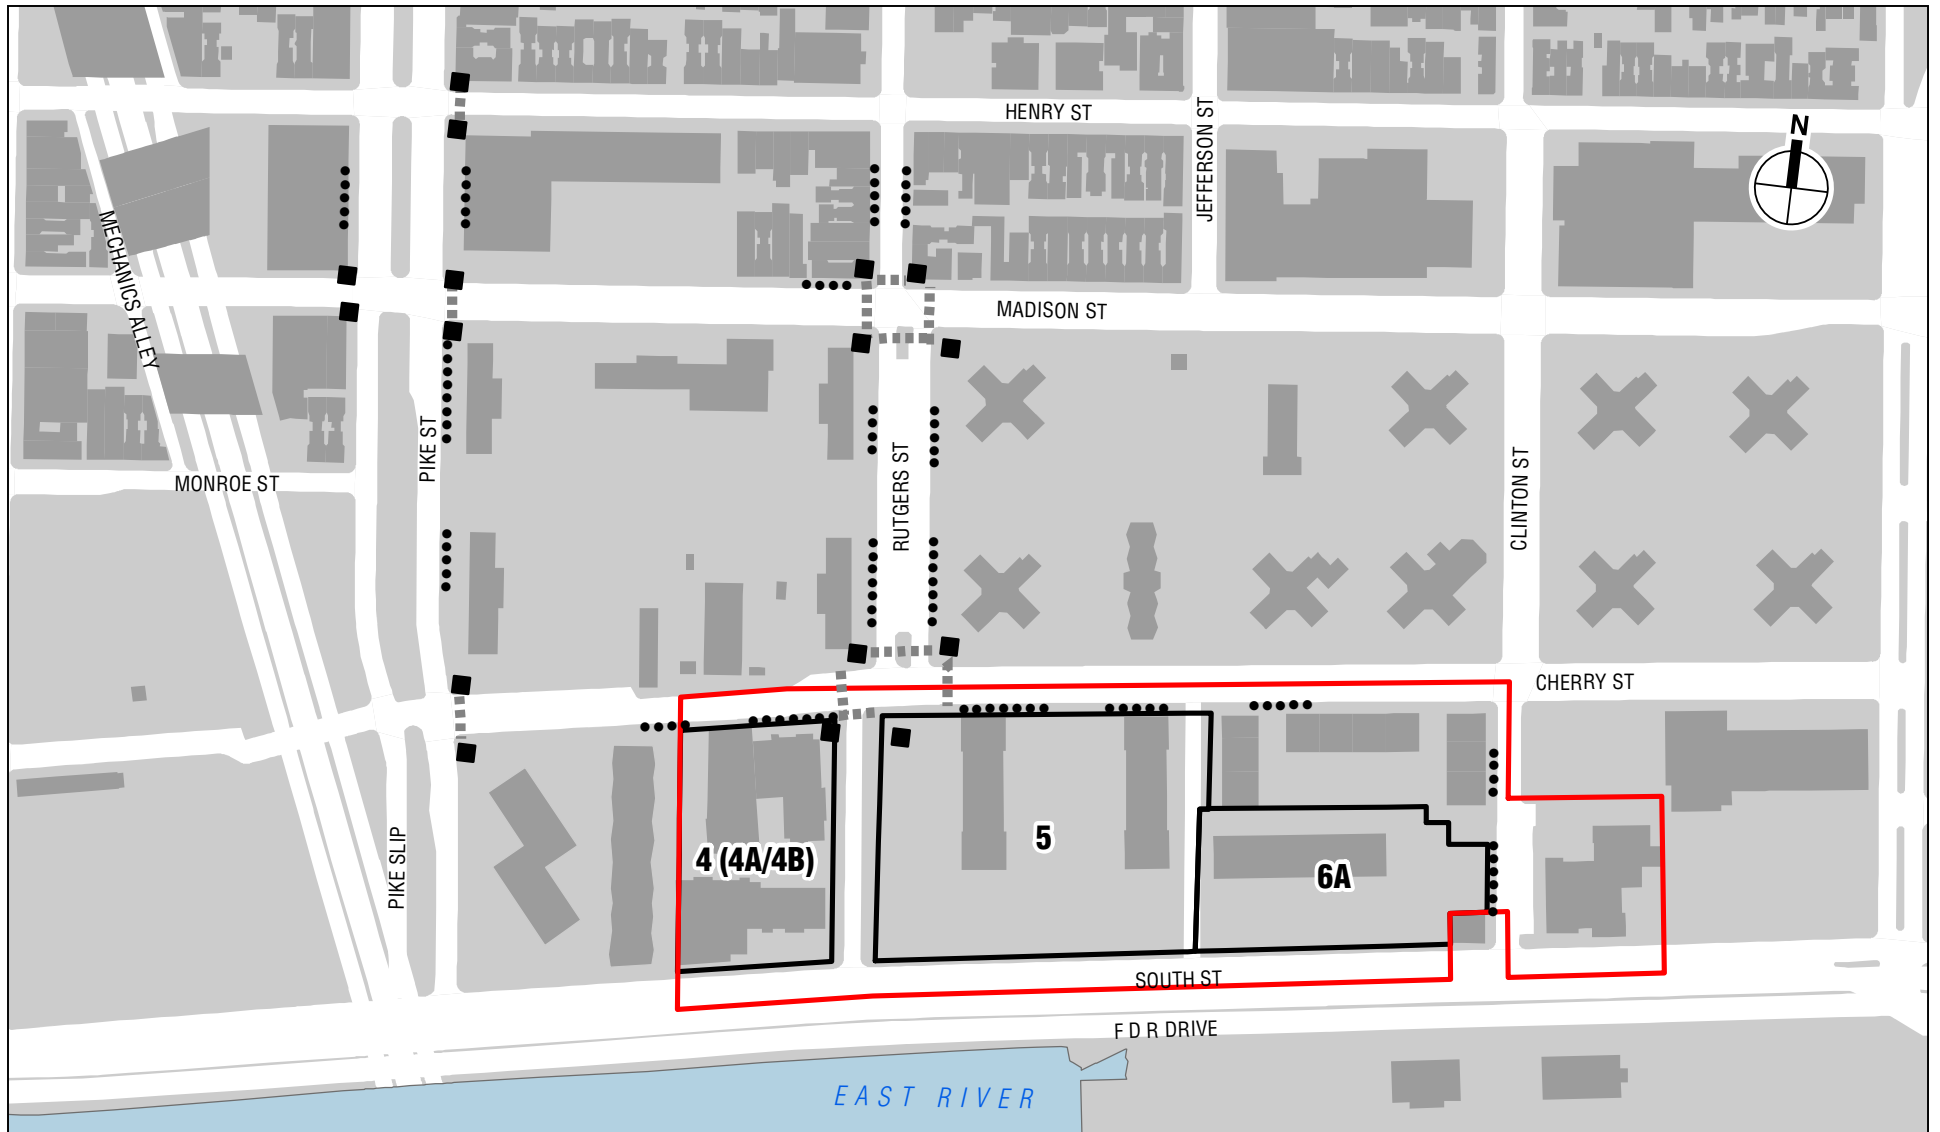 HENRY ST
N
JEFFERSON ST
MECHANICS ALLEY
MADISON ST
PIKE ST
RUTGERS ST
CLINTON ST
MONROE ST
CHERRY ST
PIKE SLIP
4 (4A/4B)
5
6A
SOUTH ST
F D R DRIVE
EAST RIVER